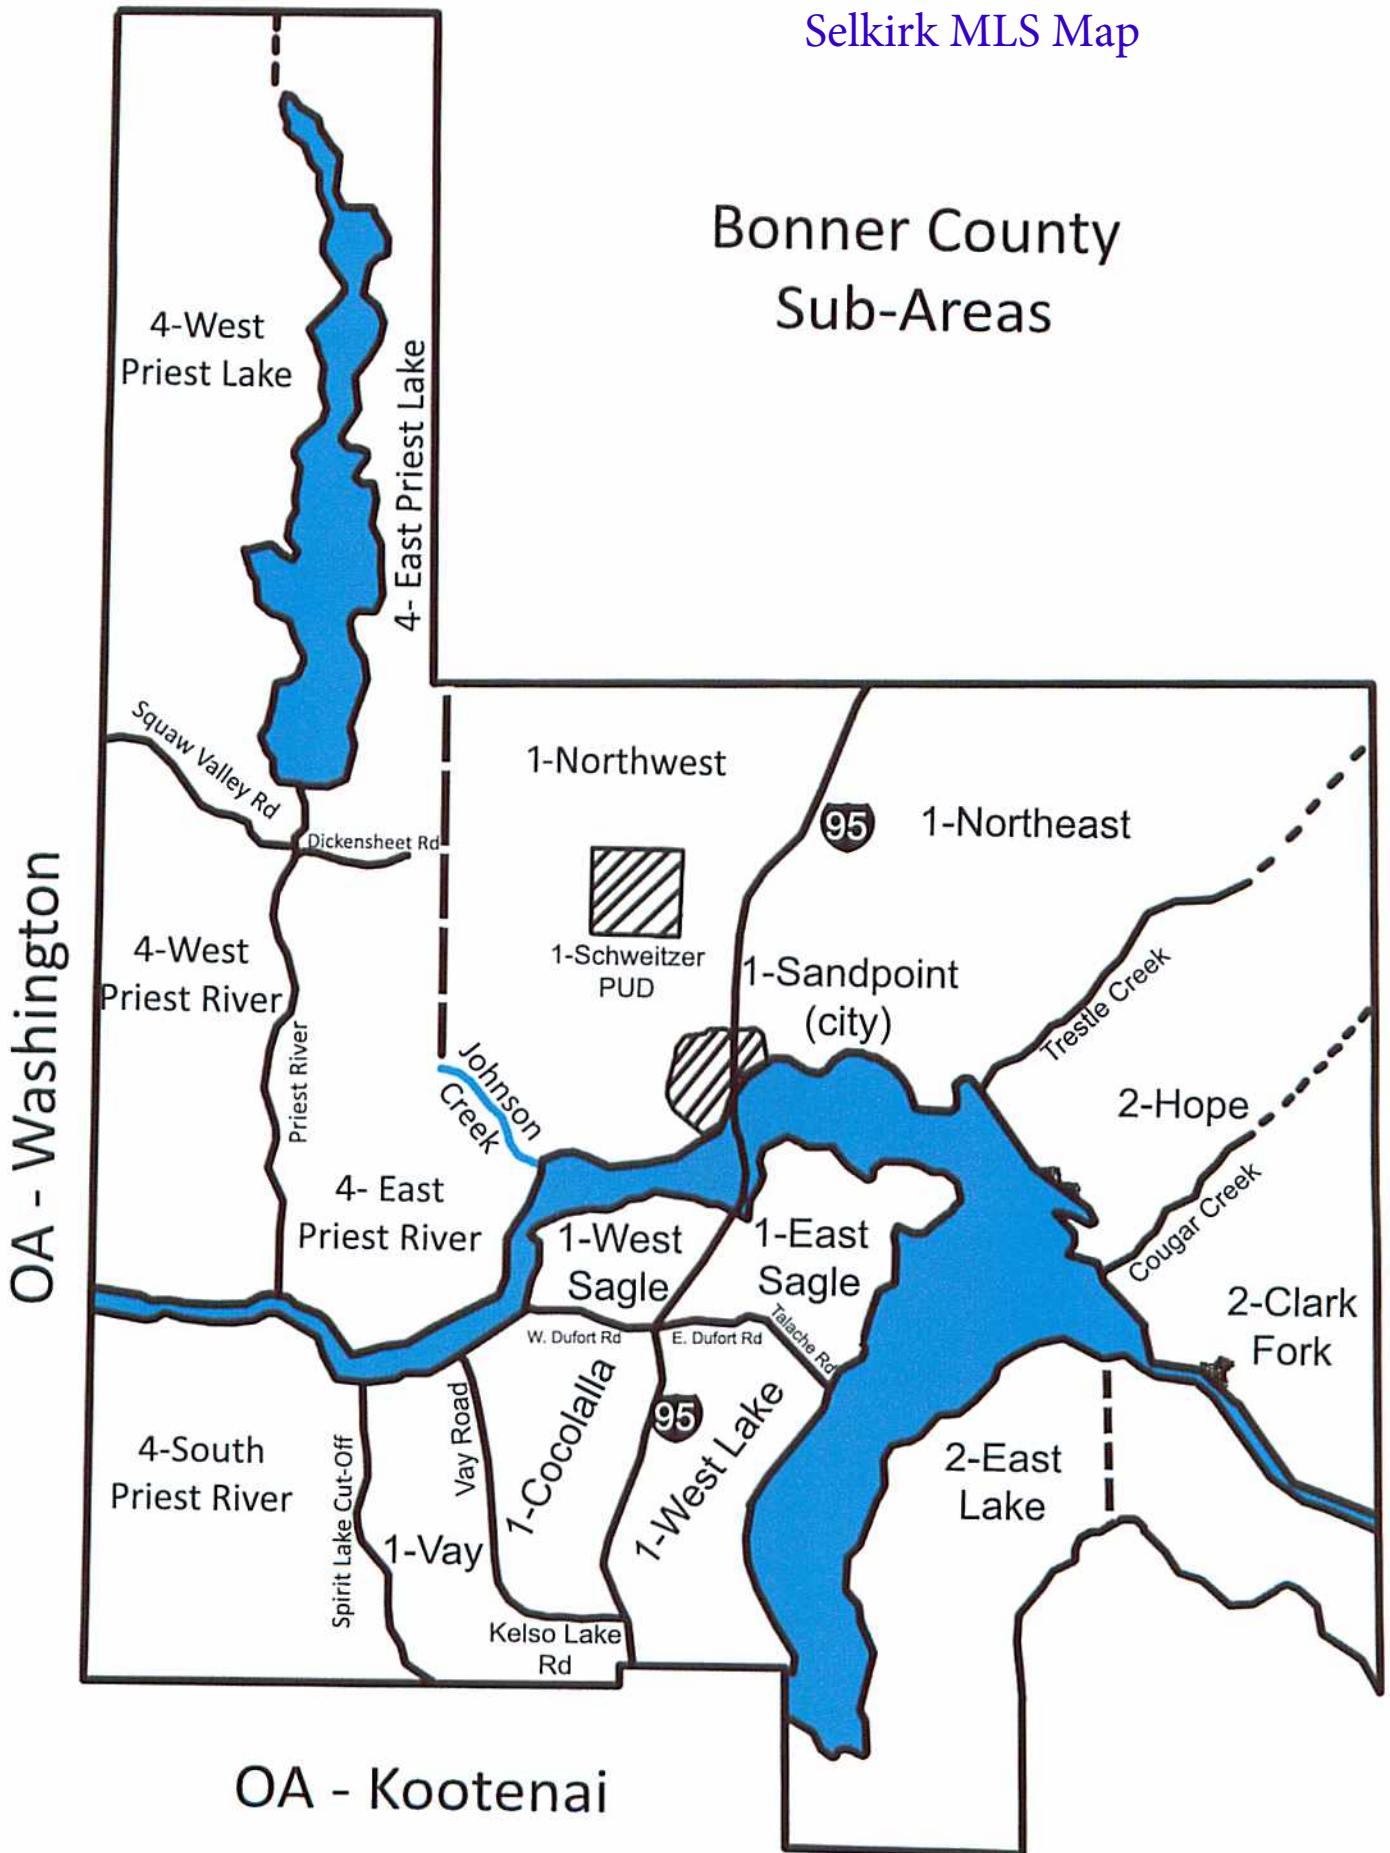 Selkirk MLS Map
Bonner County
Sub-Areas
4-West
Priest Lake
4- East Priest Lake
Squaw Valley Rd
Dickensheet Rd
1-Northwest
95
1-Northeast
1-Schweitzer
PUD
1-Sandpoint
(city)
Trestle Creek
OA - Washington
4-West
Priest River
Priest River
Johnson
Creek
2-Hope
Cougar Creek
4- East
Priest River
1-West
Sagle
1-East
Sagle
2-Clark
Fork
W. Dufort Rd
E. Dufort Rd
Talache Rd
4-South
Priest River
Spirit Lake Cut-Off
Vay Road
1-Vay
1-Cocolalla
95
1-West Lake
2-East
Lake
Kelso Lake
Rd
OA - Kootenai